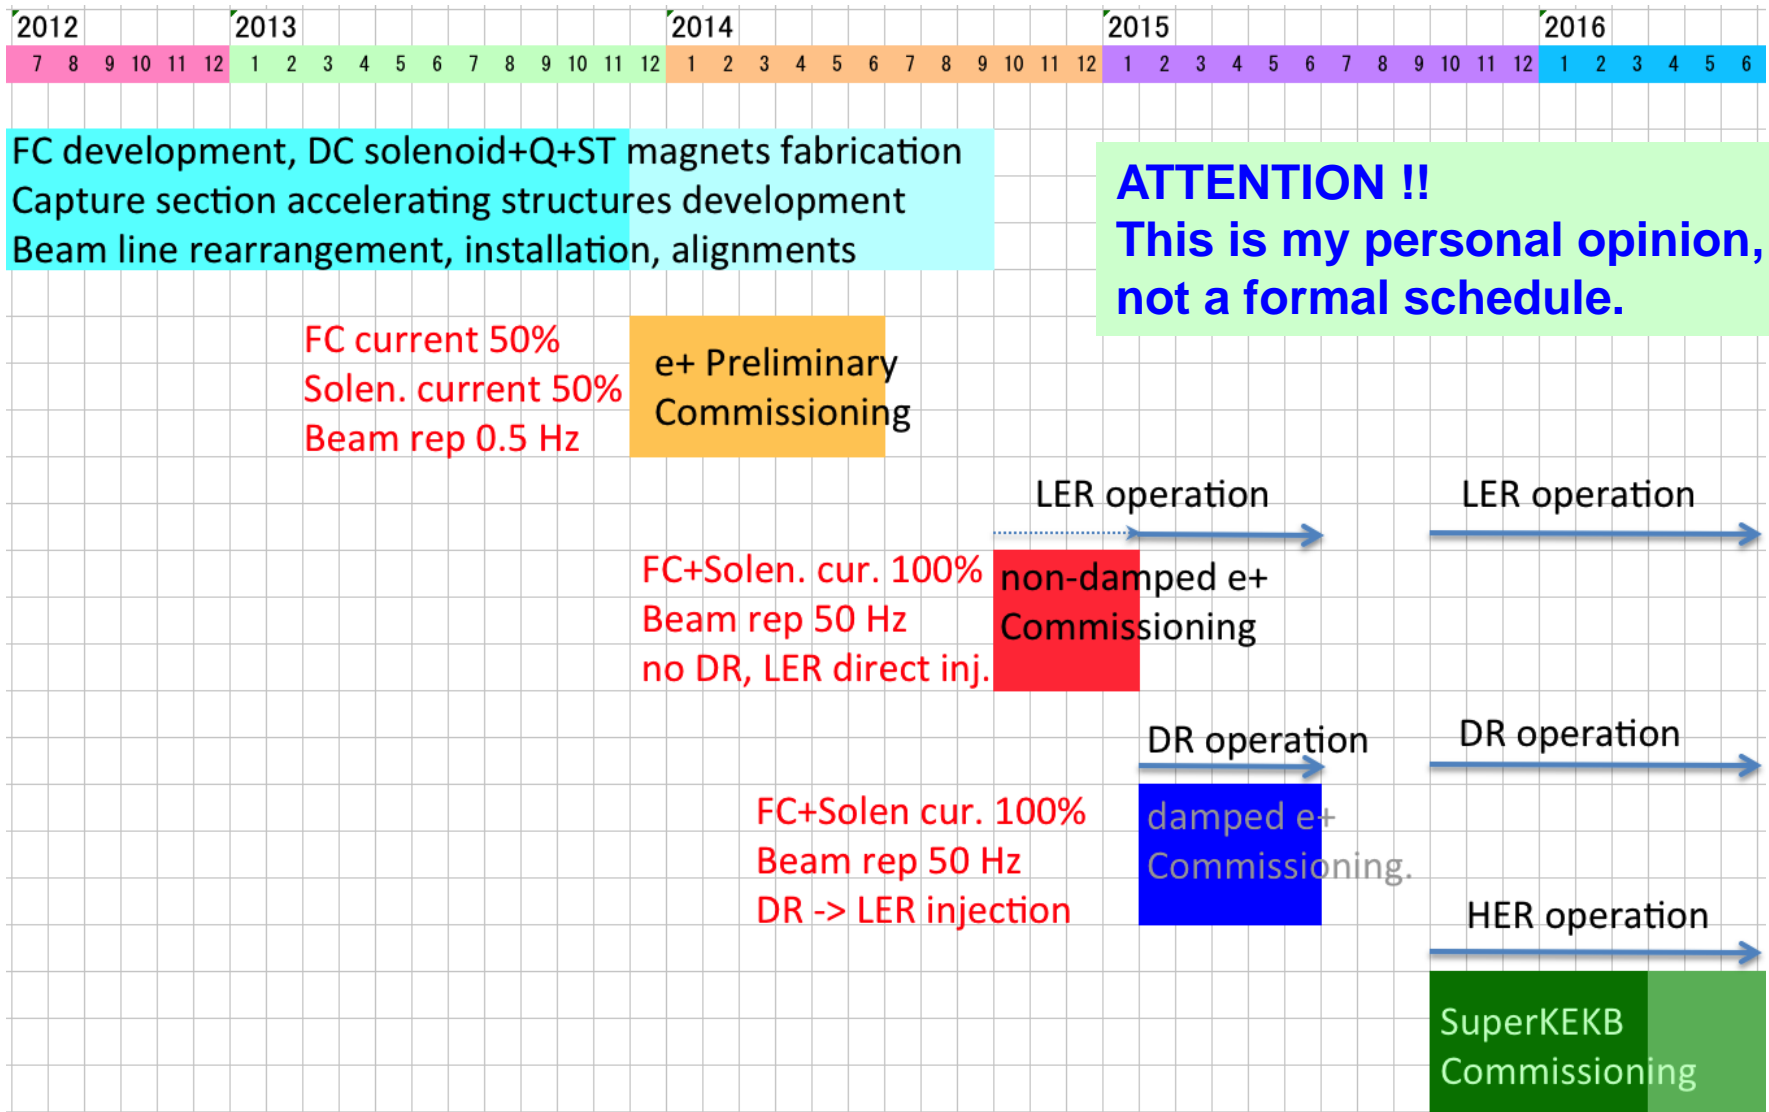 2012 2013 2014 2015 2016
7 8 9 10 11 12 1 2 3 4 5 6 7 8 9 10 11 12 1 2 3 4 5 6 7 8 9 10 11 12 1 2 3 4 5 6 7 8 9 10 11 12 1 2 3 4 5 6
FC development, DC solenoid+Q+ST magnets fabrication
Capture section accelerating structures development
Beam line rearrangement, installation, alignments
ATTENTION !!
This is my personal opinion,
not a formal schedule.
FC current 50%
Solen. current 50%
Beam rep 0.5 Hz
e+ Preliminary
Commissioning
LER operation
LER operation
FC+Solen. cur. 100%
Beam rep 50 Hz
no DR, LER direct inj.
non-damped e+
Commissioning
DR operation
DR operation
FC+Solen cur. 100%
Beam rep 50 Hz
DR -> LER injection
damped e+
Commissioning.
HER operation
SuperKEKB
Commissioning